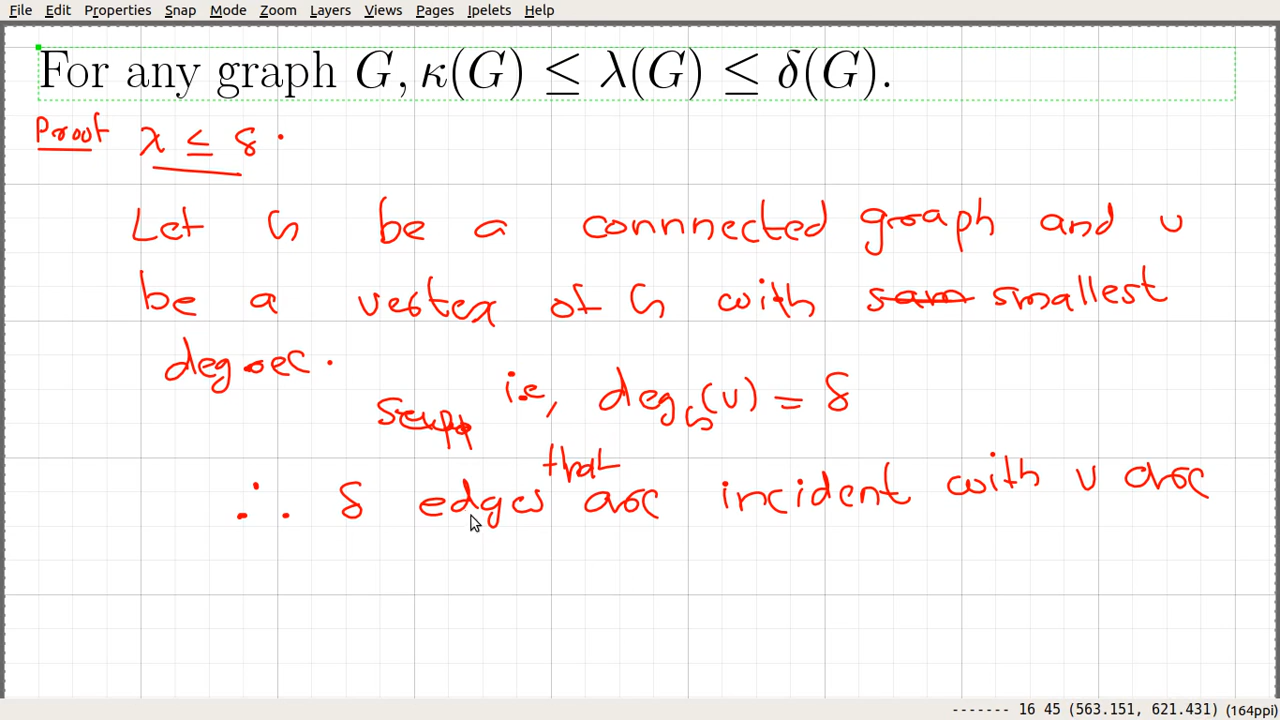 File Edit Properties Snap Mode Zoom Layers Views Pages Ipelets Help
For any graph G, κ(G) ≤ λ(G) ≤ δ(G).
Proof λ ≤ δ.
Let G be a connnected graph and v
be a vertex of G with smallest
degree.
i.e, deg_G(v) = δ
∴ δ edges that are incident with v are
------- 16 45 (563.151, 621.431) (164ppi)